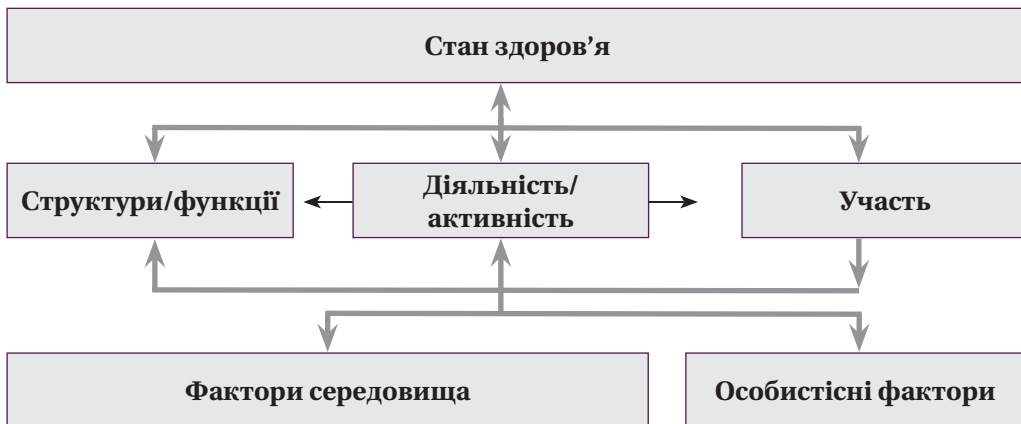 Стан здоров’я
Структури/функції
Діяльність/
активність
Участь
Фактори середовища
Особистісні фактори